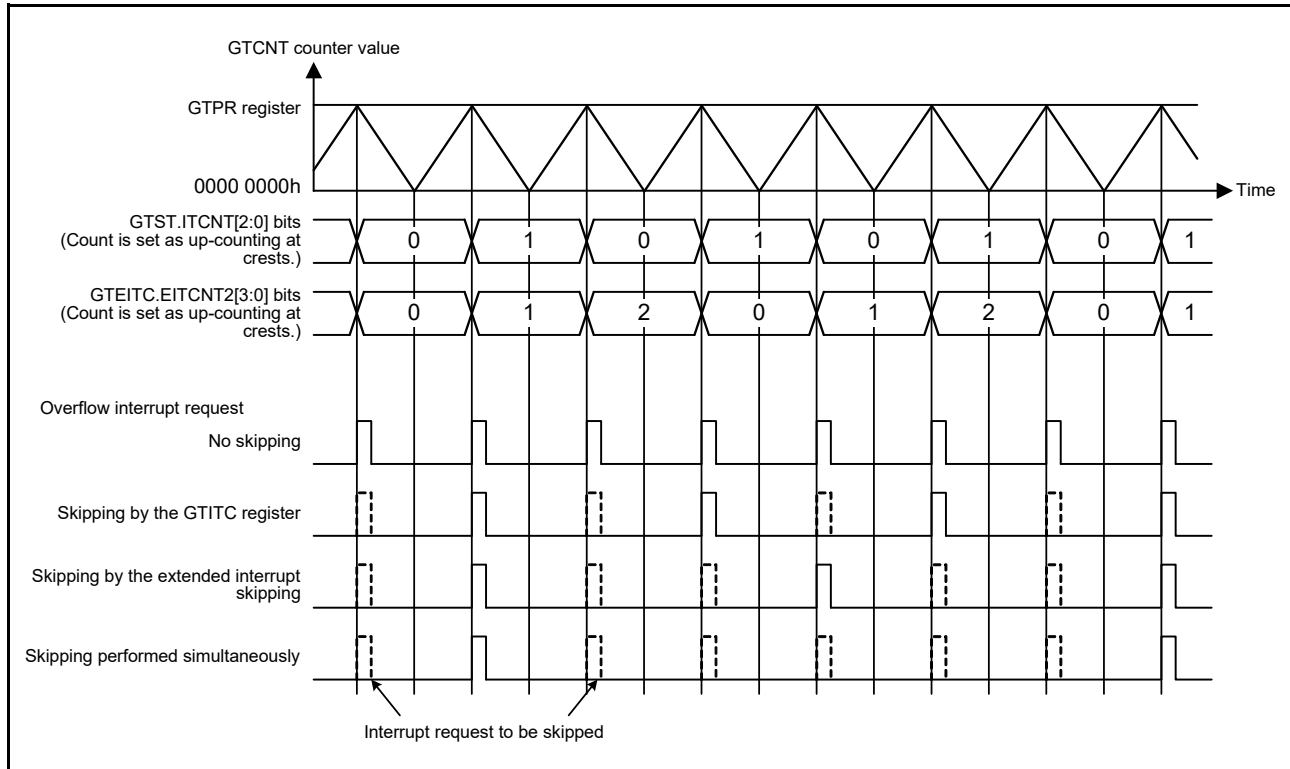 GTCNT counter value
GTPR register
0000 0000h
Time
GTST.ITCNT[2:0] bits
(Count is set as up-counting at
crests.)
0 1 0 1 0 1 0 1
GTEITC.EITCNT2[3:0] bits
(Count is set as up-counting at
crests.)
0 1 2 0 1 2 0 1
Overflow interrupt request
No skipping
Skipping by the GTITC register
Skipping by the extended interrupt
skipping
Skipping performed simultaneously
Interrupt request to be skipped